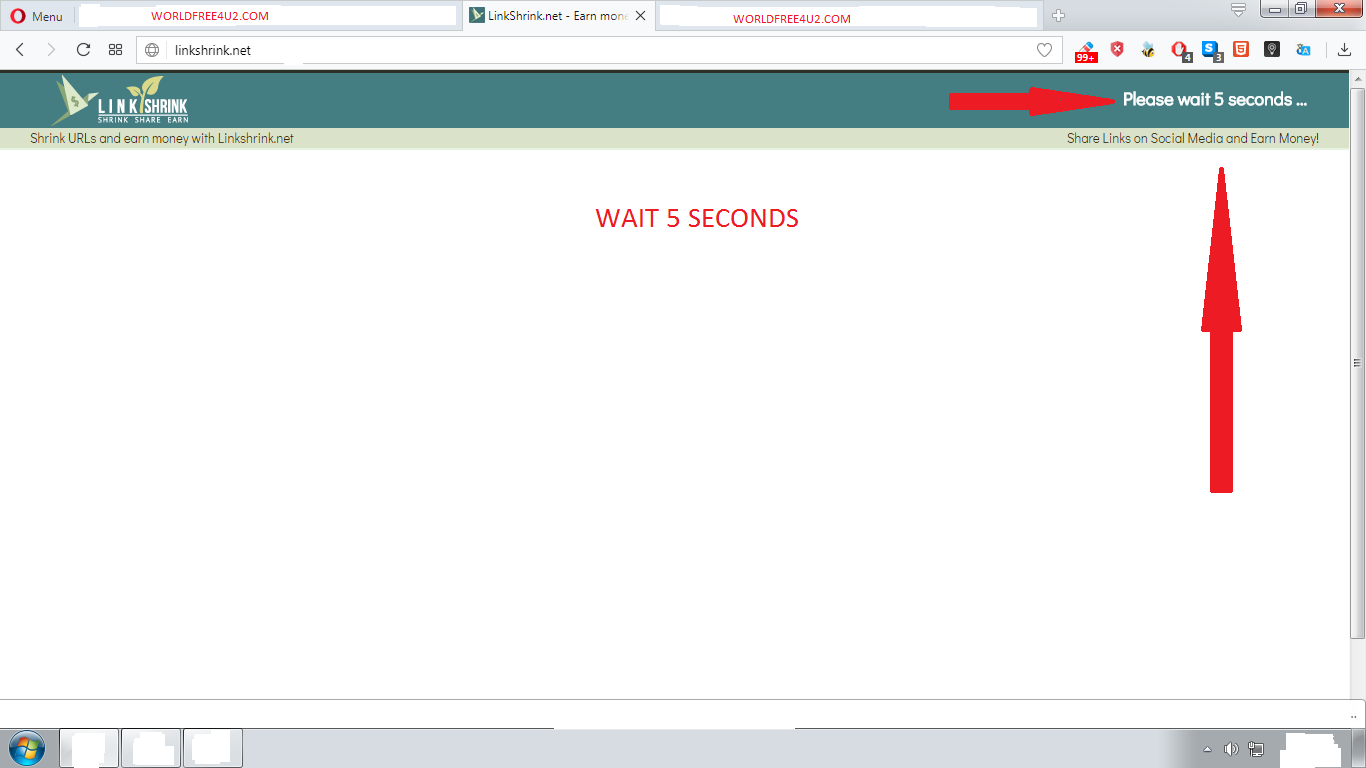 Menu
WORLDFREE4U2.COM
LinkShrink.net - Earn mone
WORLDFREE4U2.COM
linkshrink.net
99+
4
3
LINKSHRINK
SHRINK SHARE EARN
Please wait 5 seconds ...
Shrink URLs and earn money with Linkshrink.net
Share Links on Social Media and Earn Money!
WAIT 5 SECONDS